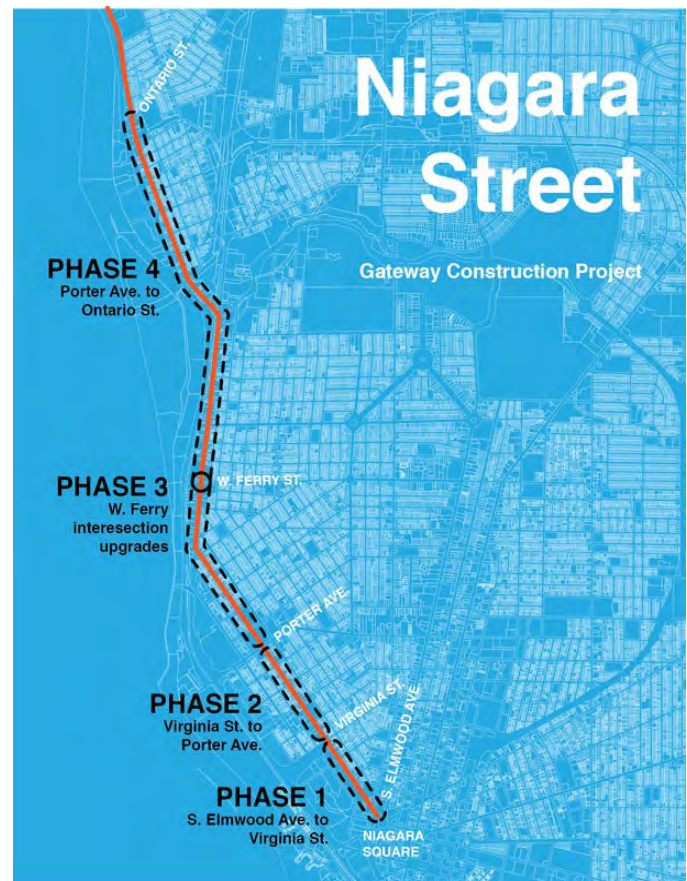 Niagara
Street
Gateway Construction Project
ONTARIO ST.
PHASE 4
Porter Ave. to
Ontario St.
PHASE 3
W. Ferry
interesection
upgrades
W. FERRY ST.
PORTER AVE.
PHASE 2
Virginia St. to
Porter Ave.
VIRGINIA ST.
S. ELMWOOD AVE.
PHASE 1
S. Elmwood Ave. to
Virginia St.
NIAGARA
SQUARE